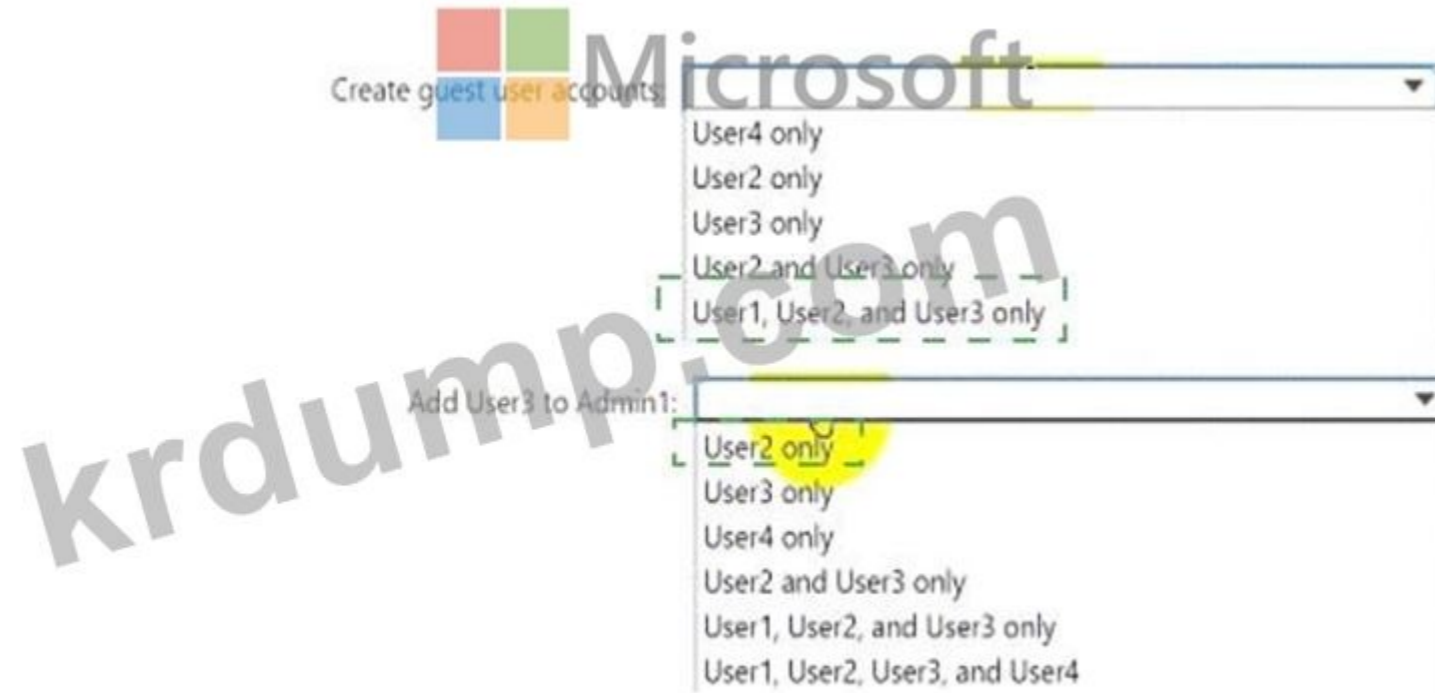 Microsoft
Create guest user accounts:
User4 only
User2 only
User3 only
User2 and User3 only
User1, User2, and User3 only
krdump.com
Add User3 to Admin1:
User2 only
User3 only
User4 only
User2 and User3 only
User1, User2, and User3 only
User1, User2, User3, and User4